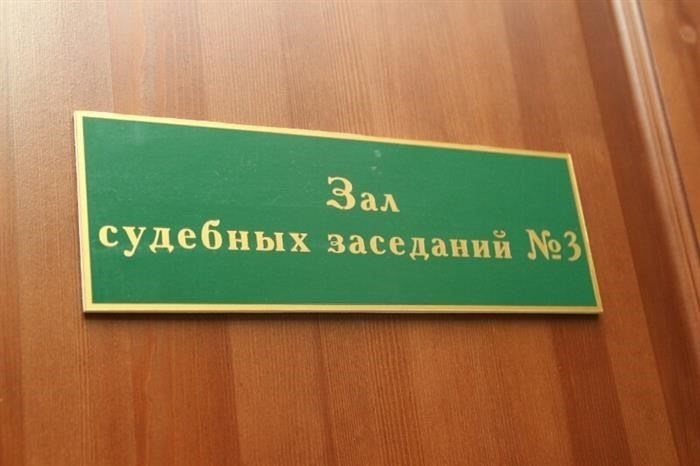 Зал
судебных заседаний №3